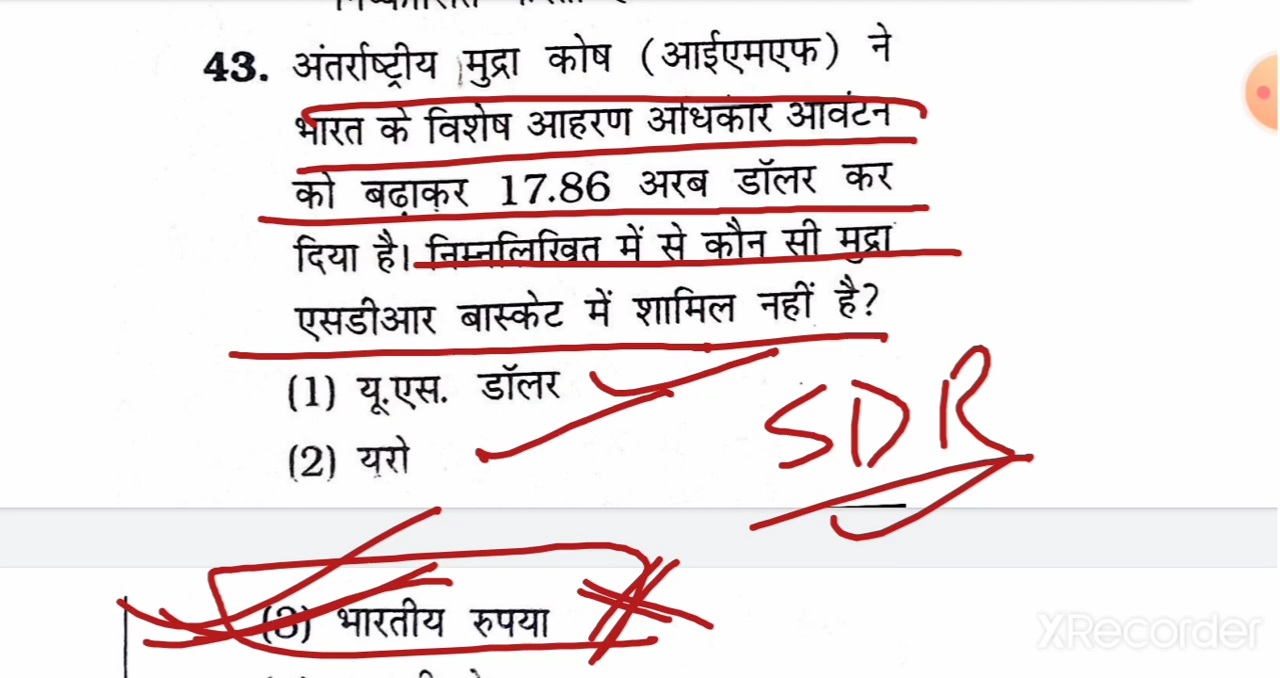 43. अंतर्राष्ट्रीय मुद्रा कोष (आईएमएफ) ने
भारत के विशेष आहरण अधिकार आवंटन
को बढ़ाकर 17.86 अरब डॉलर कर
दिया है। निम्नलिखित में से कौन सी मुद्रा
एसडीआर बास्केट में शामिल नहीं है?
(1) यू.एस. डॉलर
SDR
(2) यूरो
(3) भारतीय रुपया
XRecorder